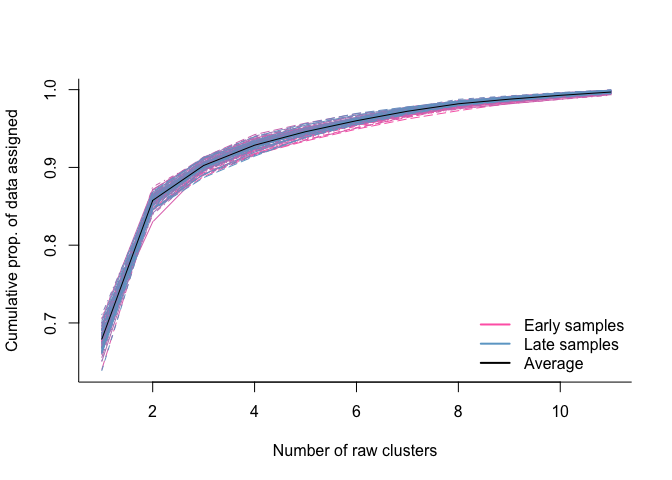 Cumulative prop. of data assigned
1.0
0.9
0.8
0.7
Early samples
Late samples
Average
2 4 6 8 10
Number of raw clusters